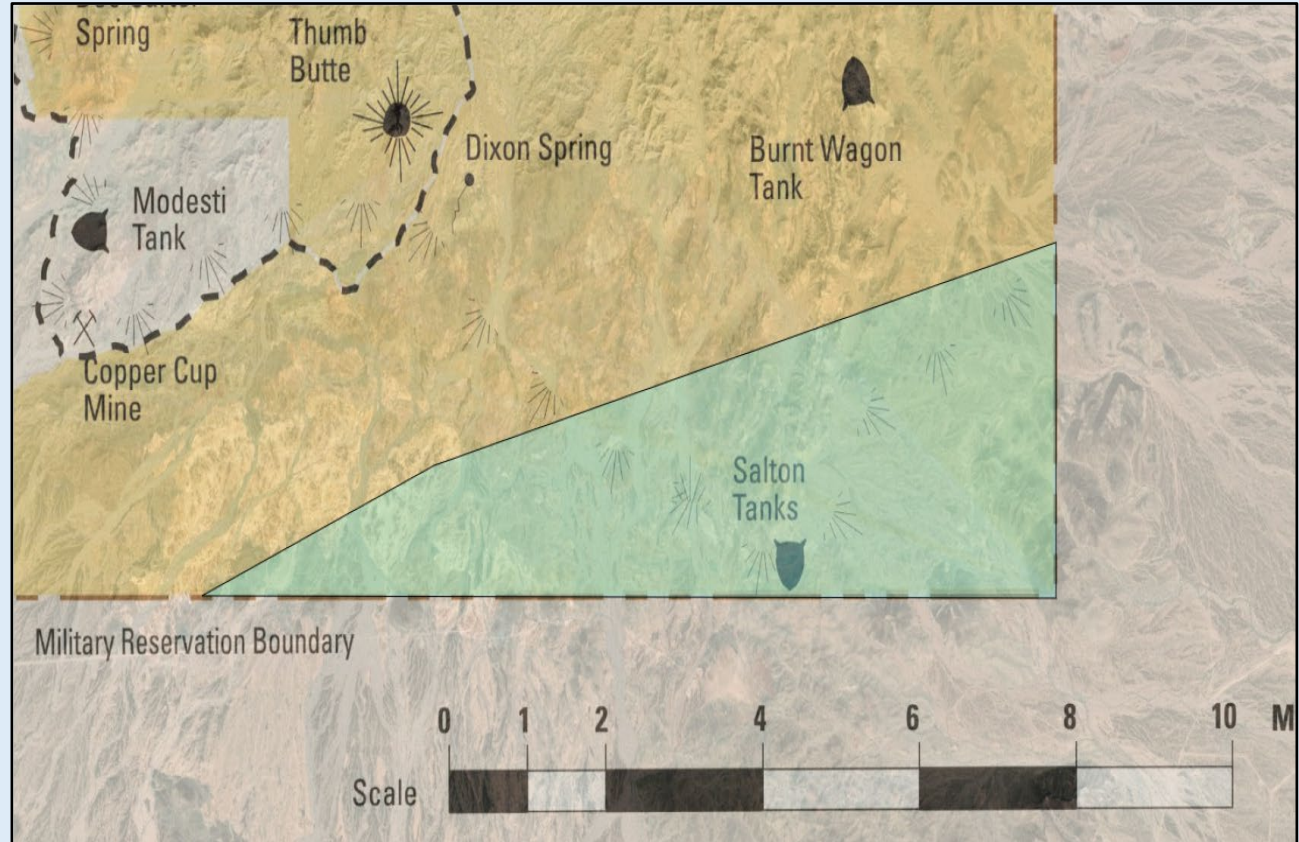 Spring
Thumb
Butte
Dixon Spring
Burnt Wagon
Tank
Modesti
Tank
Copper Cup
Mine
Salton
Tanks
Military Reservation Boundary
0 1 2 4 6 8 10 M
Scale